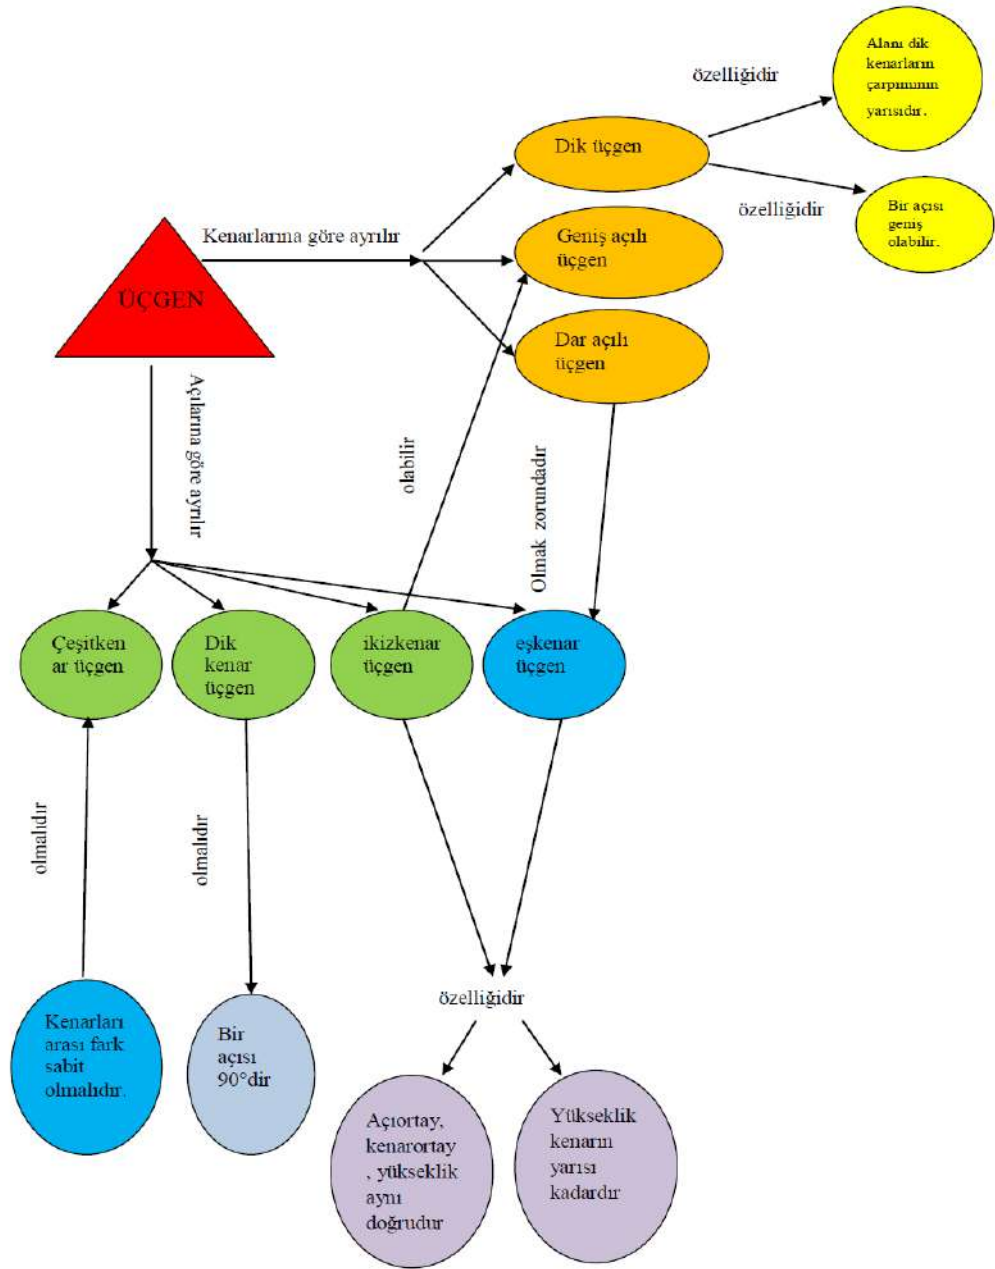 Alanı dik
kenarların
çarpımının
yarısıdır.
özelliğidir
Dik üçgen
özelliğidir
Bir açısı
geniş
olabilir.
Kenarlarına göre ayrılır
Geniş açılı
üçgen
ÜÇGEN
Dar açılı
üçgen
Açılarına göre ayrılır
olabilir
Olmak zorundadır
Çeşitken
ar üçgen
Dik
kenar
üçgen
ikizkenar
üçgen
eşkenar
üçgen
olmalıdır
olmalıdır
özelliğidir
Kenarları
arası fark
sabit
olmalıdır.
Bir
açısı
90°dir
Açıortay,
kenarortay
, yükseklik
aynı
doğrudur
Yükseklik
kenarın
yarısı
kadardır